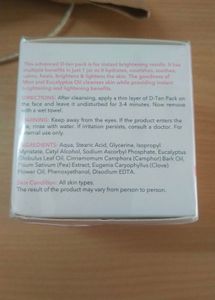 This advanced D-tan pack is for instant brightening results. It has
multiple benefits in just 1 jar as it hydrates, nourishes, soothes,
calms, heals, brightens & lightens the skin. The goodness of
Mint and Eucalyptus Oil cleanses skin while providing instant
brightening and lightening benefits.
DIRECTIONS: After cleansing, apply a thin layer of D-Tan Pack on
the face and leave it undisturbed for 3-4 minutes. Now remove
with a wet towel.
WARNING: Keep away from the eyes. If the product enters the
eye, rinse with water. If irritation persists, consult a doctor. For
external use only.
INGREDIENTS: Aqua, Stearic Acid, Glycerine, Isopropyl
Myristate, Cetyl Alcohol, Sodium Ascorbyl Phosphate, Eucalyptus
Globulus Leaf Oil, Cinnamomum Camphora (Camphor) Bark Oil,
Pisum Sativum (Pea) Extract, Eugenia Caryophyllus (Clove)
Flower Oil, Phenoxyethanol, Disodium EDTA.
Skin Condition: All skin types.
The result of the product may vary from person to person.